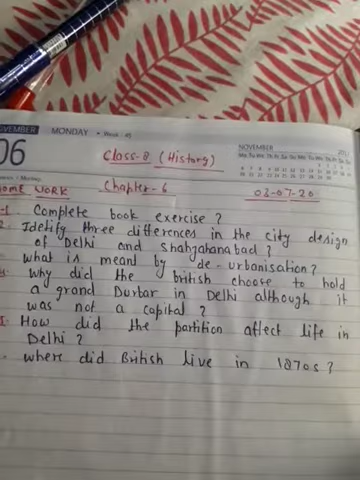 NOVEMBER MONDAY • Week 45
06
NOVEMBER
Class-8 (History)
HOME WORK Chapter-6 03-07-20
Complete book exercise ?
Idetify three differences in the city design
of Delhi and Shahjahanabad ?
what is meant by de-urbanisation ?
why did the british choose to hold
a grand Durbar in Delhi although it
was not a capital ?
How did the partition affect life in
Delhi ?
where did British live in 1870s ?